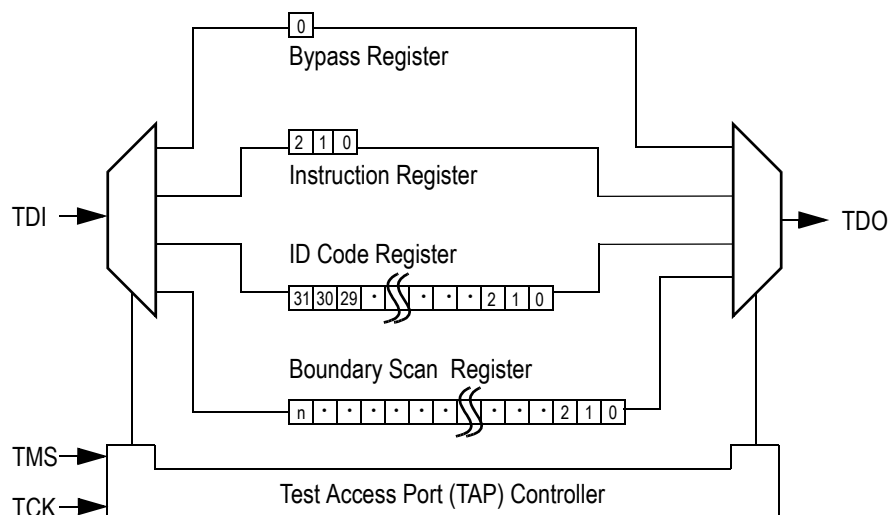 0
Bypass Register
2 1 0
Instruction Register
TDI
TDO
ID Code Register
31 30 29 · · · · 2 1 0
Boundary Scan Register
n · · · · · · · · · 2 1 0
TMS
Test Access Port (TAP) Controller
TCK